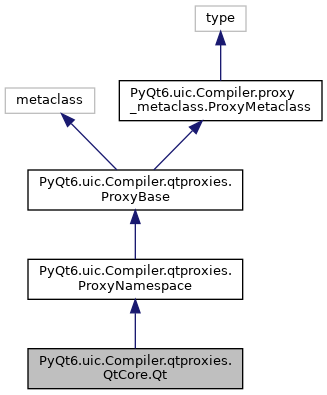 type
metaclass
PyQt6.uic.Compiler.proxy
_metaclass.ProxyMetaclass
PyQt6.uic.Compiler.qtproxies.
ProxyBase
PyQt6.uic.Compiler.qtproxies.
ProxyNamespace
PyQt6.uic.Compiler.qtproxies.
QtCore.Qt